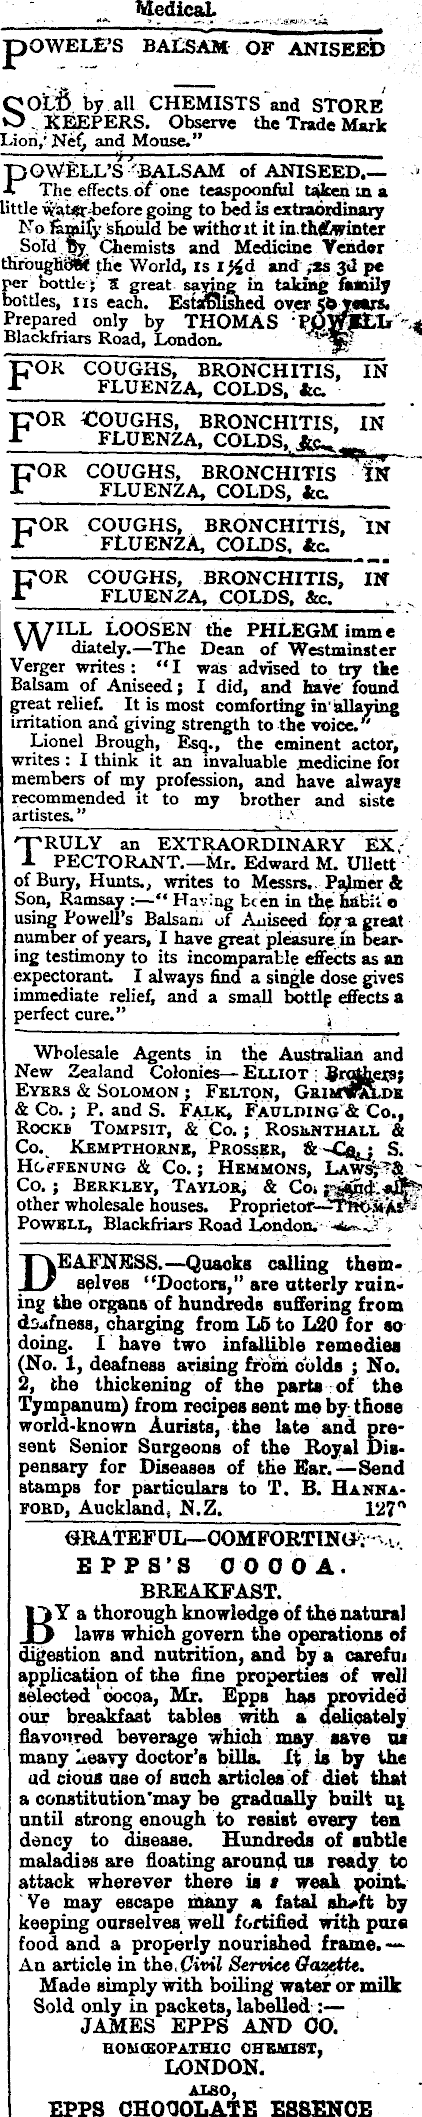 Medical.
POWELL'S BALSAM OF ANISEED
SOLD by all CHEMISTS and STORE
KEEPERS. Observe the Trade Mark
Lion, Net, and Mouse."
POWELL'S BALSAM of ANISEED.—
The effects of one teaspoonful taken in a
little water before going to bed is extraordinary
No family should be without it in the winter
Sold by Chemists and Medicine Vendor
throughout the World, 1s 1½d and 2s 3d pe
per bottle; a great saving in taking family
bottles, 11s each. Established over 50 years.
Prepared only by THOMAS POWELL
Blackfriars Road, London.
FOR COUGHS, BRONCHITIS, IN
FLUENZA, COLDS, &c.
FOR COUGHS, BRONCHITIS, IN
FLUENZA, COLDS, &c.
FOR COUGHS, BRONCHITIS IN
FLUENZA, COLDS, &c.
FOR COUGHS, BRONCHITIS, IN
FLUENZA, COLDS, &c.
FOR COUGHS, BRONCHITIS, IN
FLUENZA, COLDS, &c.
WILL LOOSEN the PHLEGM imme
diately.—The Dean of Westminster
Verger writes: "I was advised to try the
Balsam of Aniseed; I did, and have found
great relief. It is most comforting in allaying
irritation and giving strength to the voice."
Lionel Brough, Esq., the eminent actor,
writes: I think it an invaluable medicine for
members of my profession, and have always
recommended it to my brother and siste
artistes."
TRULY an EXTRAORDINARY EX
PECTORANT.—Mr. Edward M. Ullett
of Bury, Hunts., writes to Messrs. Palmer &
Son, Ramsay:—"Having been in the habit o
using Powell's Balsam of Aniseed for a great
number of years, I have great pleasure in bear-
ing testimony to its incomparable effects as an
expectorant. I always find a single dose gives
immediate relief, and a small bottle effects a
perfect cure."
Wholesale Agents in the Australian and
New Zealand Colonies—ELLIOT Brothers;
EYERS & SOLOMON; FELTON, GRIMWALDE
& Co.; P. and S. FALK, FAULDING & Co.,
ROCKE TOMPSIT, & Co.; ROSENTHALL &
Co. KEMPTHORNE, PROSSER, & Co.; S.
HOFFENUNG & Co.; HEMMONS, LAWS, &
Co.; BERKLEY, TAYLOR, & Co.; and all
other wholesale houses. Proprietor—THOMAS
POWELL, Blackfriars Road London.
DEAFNESS.—Quacks calling them-
selves "Doctors," are utterly ruin-
ing the organs of hundreds suffering from
deafness, charging from L5 to L20 for so
doing. I have two infallible remedies
(No. 1, deafness arising from colds; No.
2, the thickening of the parts of the
Tympanum) from recipes sent me by those
world-known Aurists, the late and pre-
sent Senior Surgeons of the Royal Dis-
pensary for Diseases of the Ear.—Send
stamps for particulars to T. B. HANNA-
FORD, Auckland, N.Z.
GRATEFUL—COMFORTING.
EPPS'S COCOA.
BREAKFAST.
BY a thorough knowledge of the natural
laws which govern the operations of
digestion and nutrition, and by a careful
application of the fine properties of well
selected cocoa, Mr. Epps has provided
our breakfast tables with a delicately
flavoured beverage which may save us
many heavy doctor's bills. It is by the
ud cious use of such articles of diet that
a constitution may be gradually built up
until strong enough to resist every ten
dency to disease. Hundreds of subtle
maladies are floating around us ready to
attack wherever there is a weak point
We may escape many a fatal shaft by
keeping ourselves well fortified with pure
food and a properly nourished frame.—
An article in the Civil Service Gazette.
Made simply with boiling water or milk
Sold only in packets, labelled:—
JAMES EPPS AND CO.
HOMŒOPATHIC CHEMIST,
LONDON.
ALSO,
EPPS CHOCOLATE ESSENCE